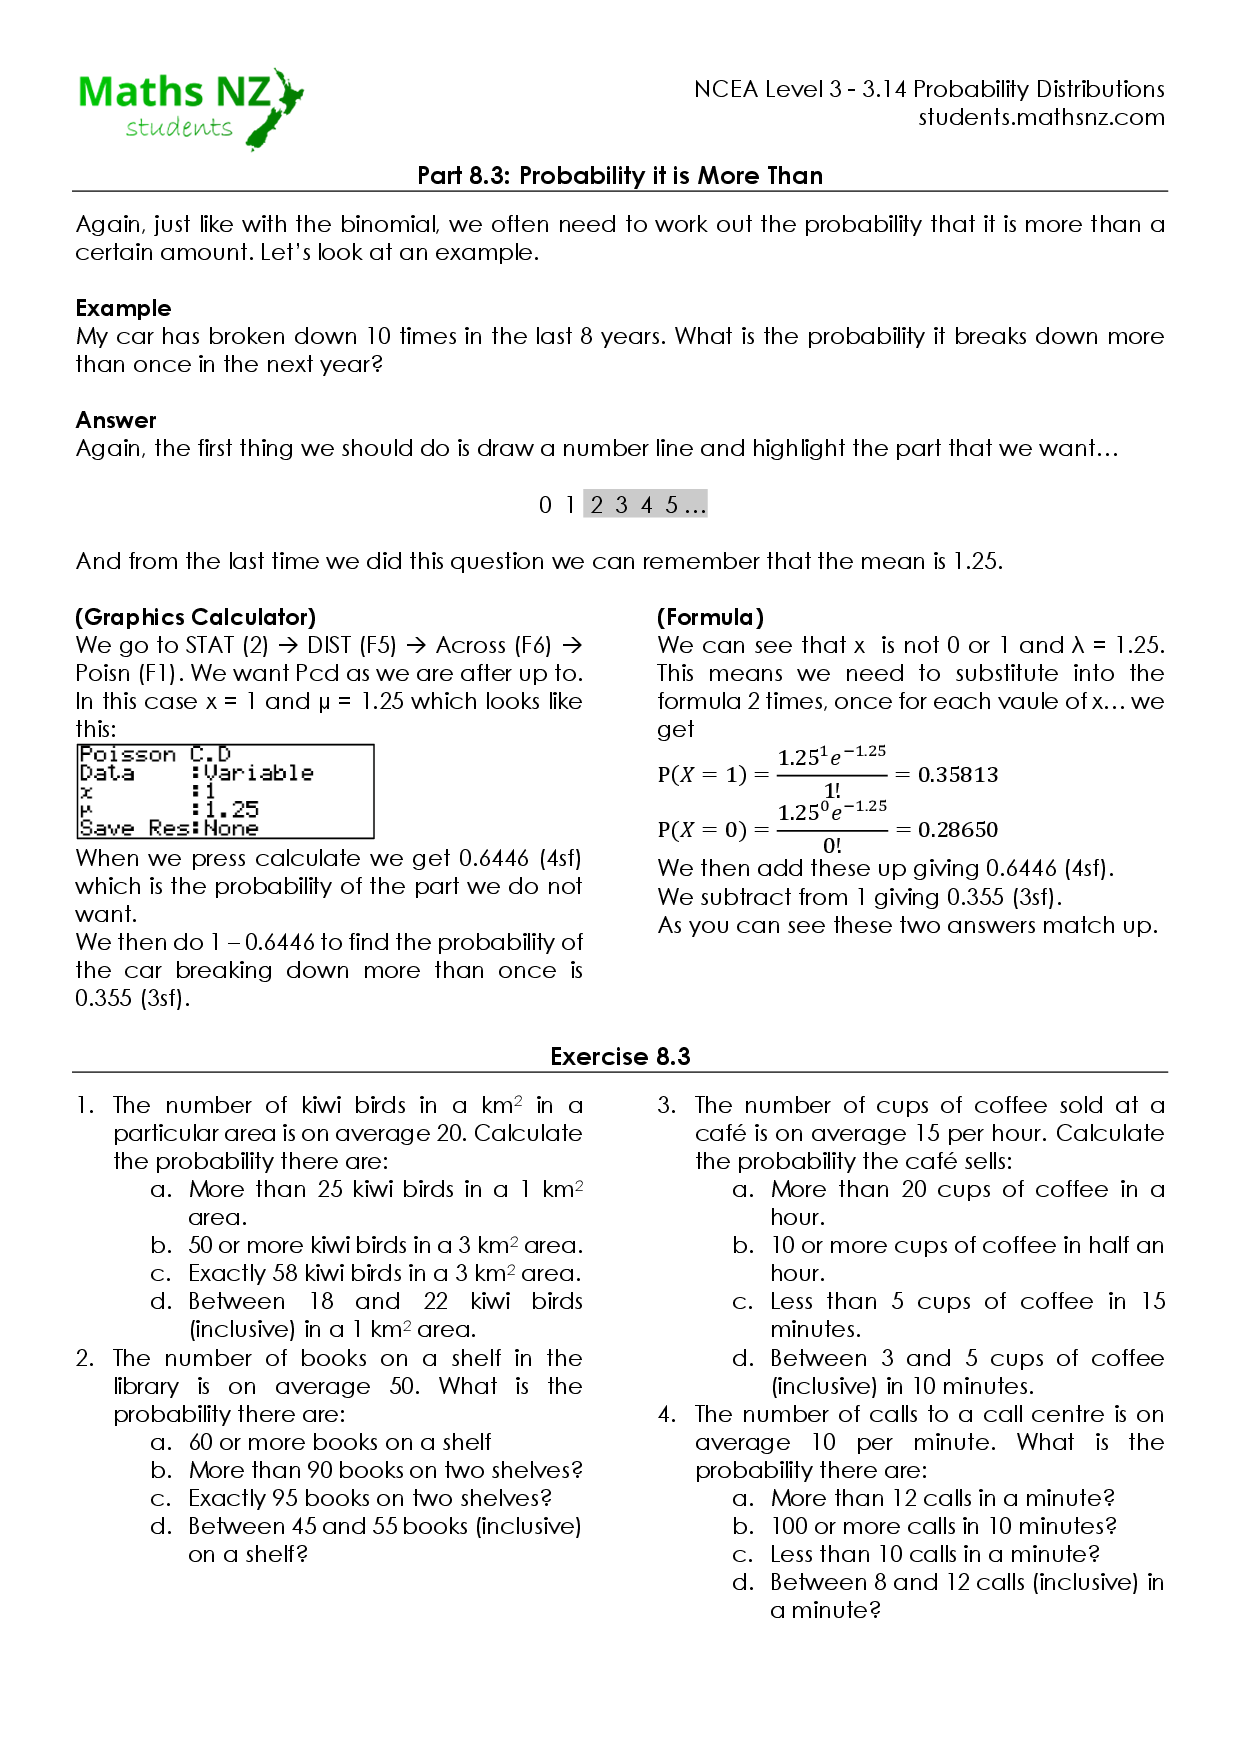 Maths NZ
students
NCEA Level 3 - 3.14 Probability Distributions
students.mathsnz.com
Part 8.3: Probability it is More Than
Again, just like with the binomial, we often need to work out the probability that it is more than a
certain amount. Let's look at an example.
Example
My car has broken down 10 times in the last 8 years. What is the probability it breaks down more
than once in the next year?
Answer
Again, the first thing we should do is draw a number line and highlight the part that we want…
0 1 2 3 4 5 …
And from the last time we did this question we can remember that the mean is 1.25.
(Graphics Calculator)
We go to STAT (2) → DIST (F5) → Across (F6) →
Poisn (F1). We want Pcd as we are after up to.
In this case x = 1 and μ = 1.25 which looks like
this:
Poisson C.D
Data :Variable
x :1
μ :1.25
Save Res:None
When we press calculate we get 0.6446 (4sf)
which is the probability of the part we do not
want.
We then do 1 – 0.6446 to find the probability of
the car breaking down more than once is
0.355 (3sf).
(Formula)
We can see that x is not 0 or 1 and λ = 1.25.
This means we need to substitute into the
formula 2 times, once for each vaule of x… we
get
P(X = 1) = 1.25¹e⁻¹·²⁵ / 1! = 0.35813
P(X = 0) = 1.25⁰e⁻¹·²⁵ / 0! = 0.28650
We then add these up giving 0.6446 (4sf).
We subtract from 1 giving 0.355 (3sf).
As you can see these two answers match up.
Exercise 8.3
1. The number of kiwi birds in a km² in a
particular area is on average 20. Calculate
the probability there are:
a. More than 25 kiwi birds in a 1 km²
area.
b. 50 or more kiwi birds in a 3 km² area.
c. Exactly 58 kiwi birds in a 3 km² area.
d. Between 18 and 22 kiwi birds
(inclusive) in a 1 km² area.
2. The number of books on a shelf in the
library is on average 50. What is the
probability there are:
a. 60 or more books on a shelf
b. More than 90 books on two shelves?
c. Exactly 95 books on two shelves?
d. Between 45 and 55 books (inclusive)
on a shelf?
3. The number of cups of coffee sold at a
café is on average 15 per hour. Calculate
the probability the café sells:
a. More than 20 cups of coffee in a
hour.
b. 10 or more cups of coffee in half an
hour.
c. Less than 5 cups of coffee in 15
minutes.
d. Between 3 and 5 cups of coffee
(inclusive) in 10 minutes.
4. The number of calls to a call centre is on
average 10 per minute. What is the
probability there are:
a. More than 12 calls in a minute?
b. 100 or more calls in 10 minutes?
c. Less than 10 calls in a minute?
d. Between 8 and 12 calls (inclusive) in
a minute?